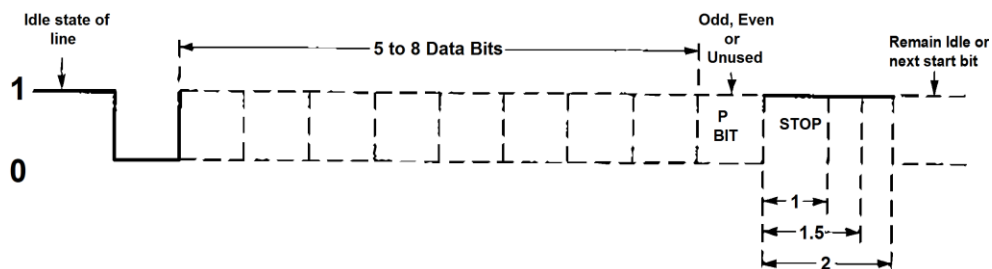 Idle state of
line
5 to 8 Data Bits
Odd, Even
or
Unused
Remain Idle or
next start bit
1
0
P
BIT
STOP
1
1.5
2